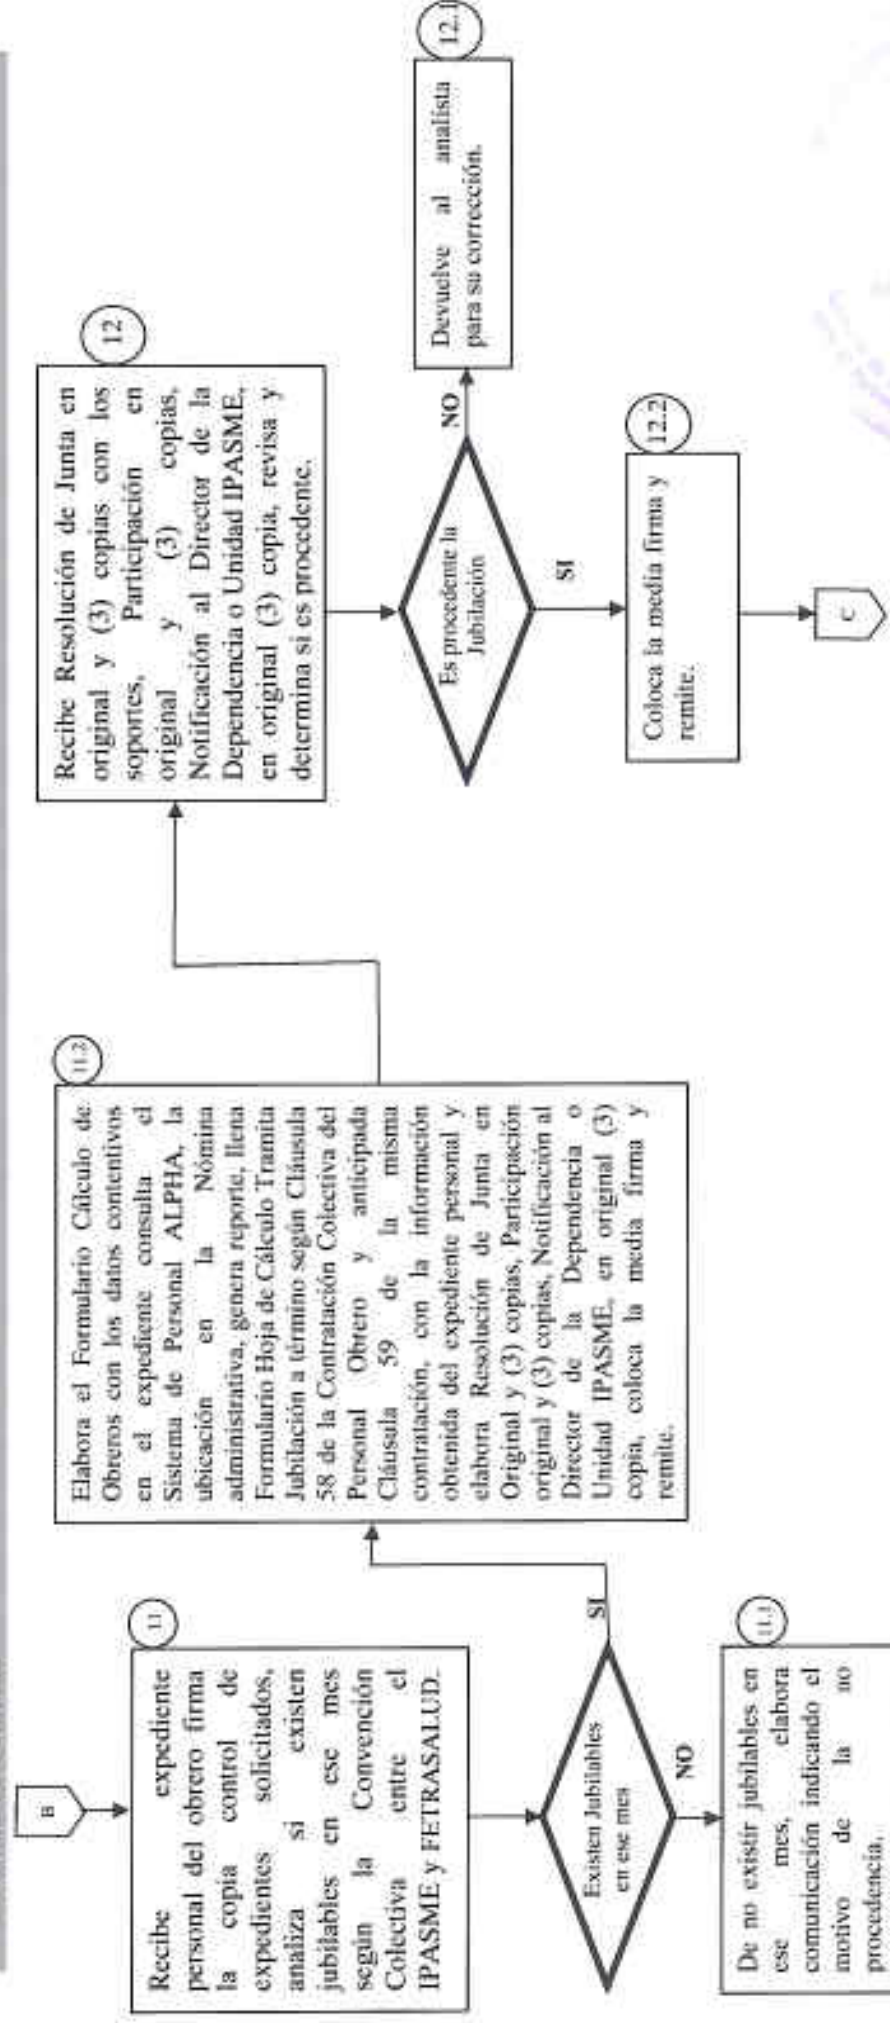 B
11
Recibe expediente
personal del obrero firma
la copia control de
expedientes solicitados,
analiza si existen
jubilables en ese mes
según la Convención
Colectiva entre el
IPASME y FETRASALUD.
Existen Jubilables
en ese mes
SI
NO
11.1
De no existir jubilables en
ese mes, elabora
comunicación indicando el
motivo de la no
procedencia.
11.2
Elabora el Formulario Cálculo de
Obreros con los datos contentivos
en el expediente consulta el
Sistema de Personal ALPHA, la
ubicación en la Nómina
administrativa, genera reporte, llena
Formulario Hoja de Cálculo Tramita
Jubilación a término según Cláusula
58 de la Contratación Colectiva del
Personal Obrero y anticipada
Cláusula 59 de la misma
contratación, con la información
obtenida del expediente personal y
elabora Resolución de Junta en
Original y (3) copias, Participación
original y (3) copias, Notificación al
Director de la Dependencia o
Unidad IPASME, en original (3)
copia, coloca la media firma y
remite.
12
Recibe Resolución de Junta en
original y (3) copias con los
soportes, Participación en
original y (3) copias,
Notificación al Director de la
Dependencia o Unidad IPASME,
en original (3) copia, revisa y
determina si es procedente.
Es procedente la
Jubilación
NO
SI
12.1
Devuelve al analista
para su corrección.
12.2
Coloca la media firma y
remite.
C